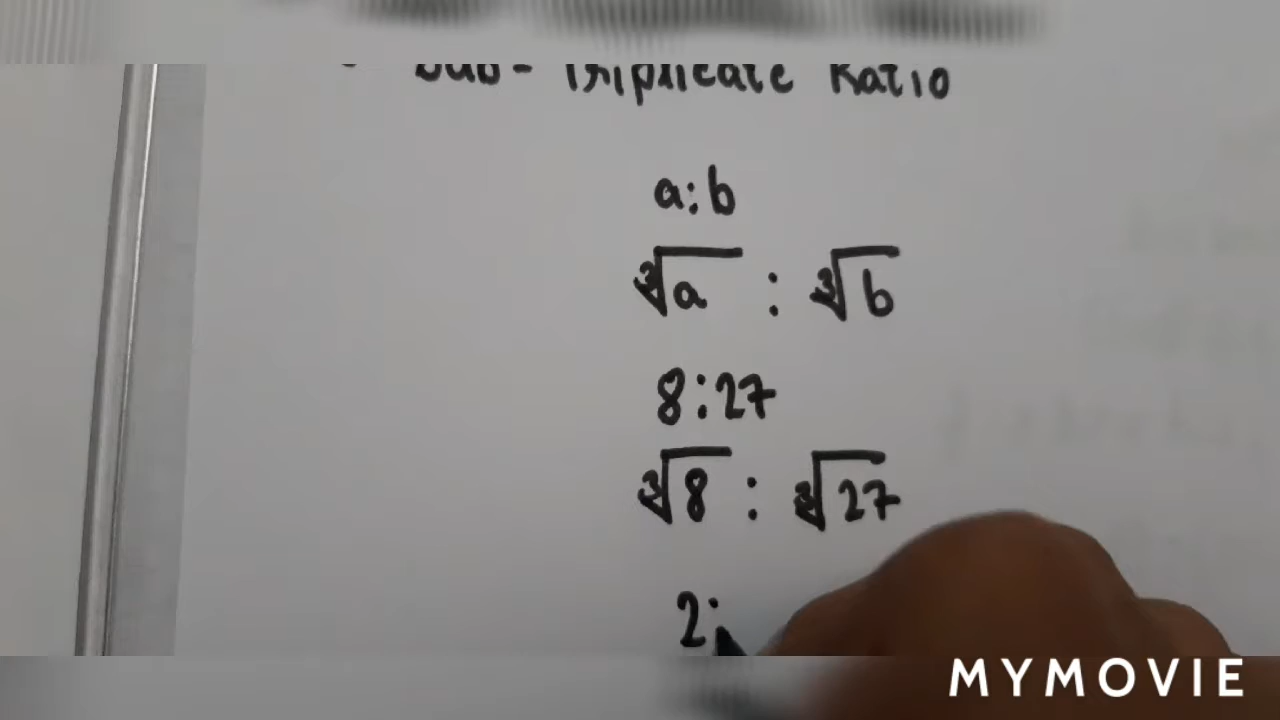 Sub-Triplicate Ratio
a:b
∛a : ∛b
8:27
∛8 : ∛27
2:
MYMOVIE